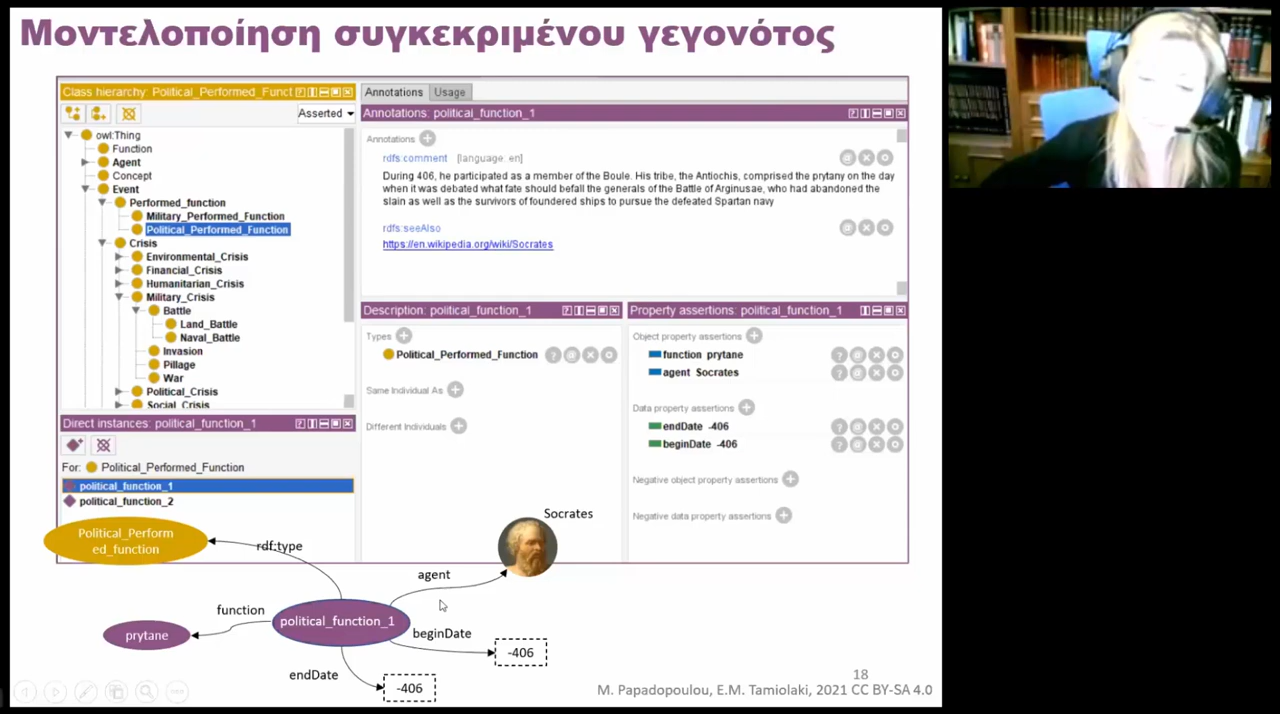 Μοντελοποίηση συγκεκριμένου γεγονότος
Class hierarchy: Political_Performed_Funct
Asserted
owl:Thing
Function
Agent
Concept
Event
Performed_function
Military_Performed_Function
Political_Performed_Function
Crisis
Environmental_Crisis
Financial_Crisis
Humanitarian_Crisis
Military_Crisis
Battle
Land_Battle
Naval_Battle
Invasion
Pillage
War
Political_Crisis
Social_Crisis
Direct instances: political_function_1
For: Political_Performed_Function
political_function_1
political_function_2
Annotations Usage
Annotations: political_function_1
Annotations
rdfs:comment [language: en]
During 406, he participated as a member of the Boule. His tribe, the Antiochis, comprised the prytany on the day
when it was debated what fate should befall the generals of the Battle of Arginusae, who had abandoned the
slain as well as the survivors of foundered ships to pursue the defeated Spartan navy
rdfs:seeAlso
https://en.wikipedia.org/wiki/Socrates
Description: political_function_1
Types
Political_Performed_Function
Same Individual As
Different Individuals
Property assertions: political_function_1
Object property assertions
function prytane
agent Socrates
Data property assertions
endDate -406
beginDate -406
Negative object property assertions
Negative data property assertions
Socrates
Political_Perform
ed_function
rdf:type
agent
function
political_function_1
prytane
beginDate
-406
endDate
-406
18
M. Papadopoulou, E.M. Tamiolaki, 2021 CC BY-SA 4.0